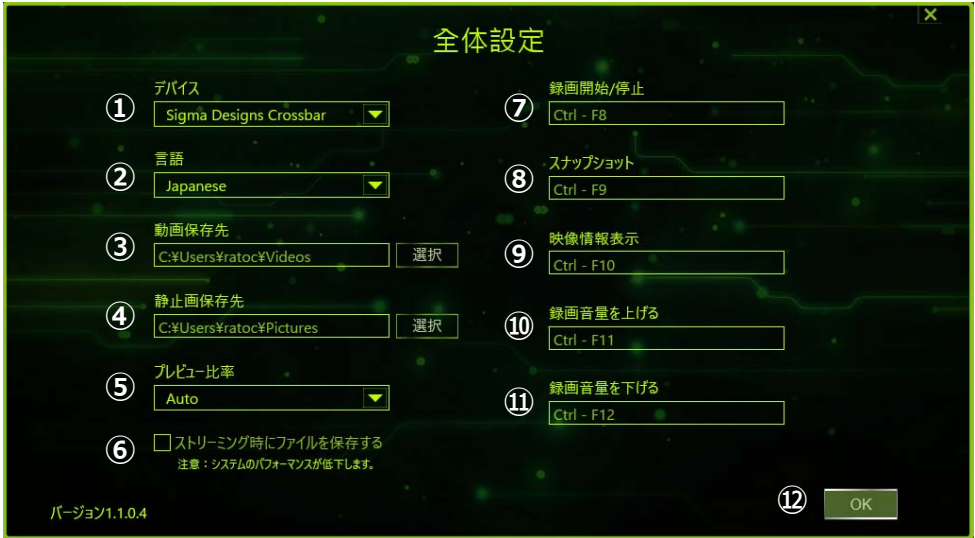 ×
全体設定
① デバイス
Sigma Designs Crossbar
② 言語
Japanese
③ 動画保存先
C:¥Users¥ratoc¥Videos 選択
④ 静止画保存先
C:¥Users¥ratoc¥Pictures 選択
⑤ プレビュー比率
Auto
⑥ ストリーミング時にファイルを保存する
注意：システムのパフォーマンスが低下します。
⑦ 録画開始/停止
Ctrl - F8
⑧ スナップショット
Ctrl - F9
⑨ 映像情報表示
Ctrl - F10
⑩ 録画音量を上げる
Ctrl - F11
⑪ 録画音量を下げる
Ctrl - F12
⑫ OK
バージョン1.1.0.4